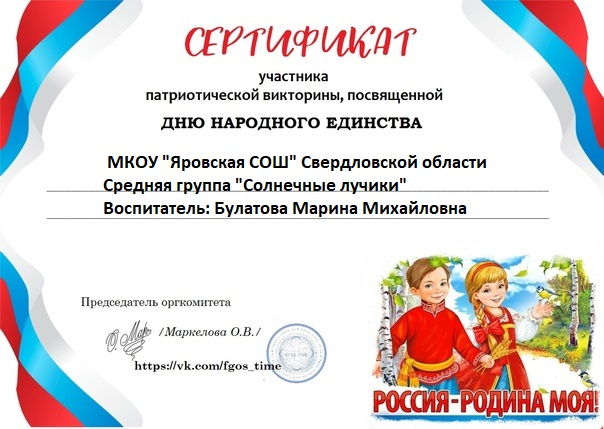 СЕРТИФИКАТ
участника
патриотической викторины, посвященной
ДНЮ НАРОДНОГО ЕДИНСТВА
МКОУ "Яровская СОШ" Свердловской области
Средняя группа "Солнечные лучики"
Воспитатель: Булатова Марина Михайловна
Председатель оргкомитета
/Маркелова О.В./
https://vk.com/fgos_time
РОССИЯ-РОДИНА МОЯ!